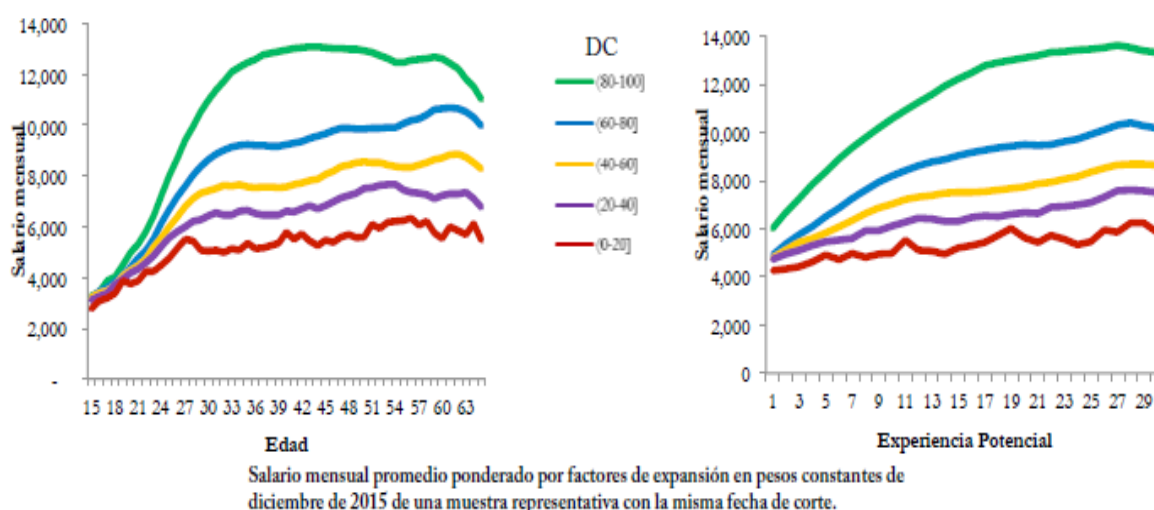 14,000
12,000
10,000
8,000
6,000
4,000
2,000
-
Salario mensual
15 18 21 24 27 30 33 36 39 42 45 48 51 54 57 60 63
Edad
DC
(80-100]
(60-80]
(40-60]
(20-40]
(0-20]
14,000
12,000
10,000
8,000
6,000
4,000
2,000
0
Salario mensual
1 3 5 7 9 11 13 15 17 19 21 23 25 27 29
Experiencia Potencial
Salario mensual promedio ponderado por factores de expansión en pesos constantes de
diciembre de 2015 de una muestra representativa con la misma fecha de corte.